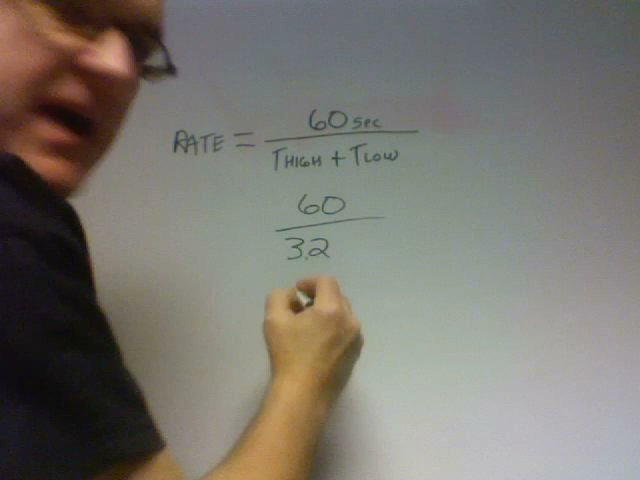 RATE = 60 SEC / THIGH + TLOW
60
3.2